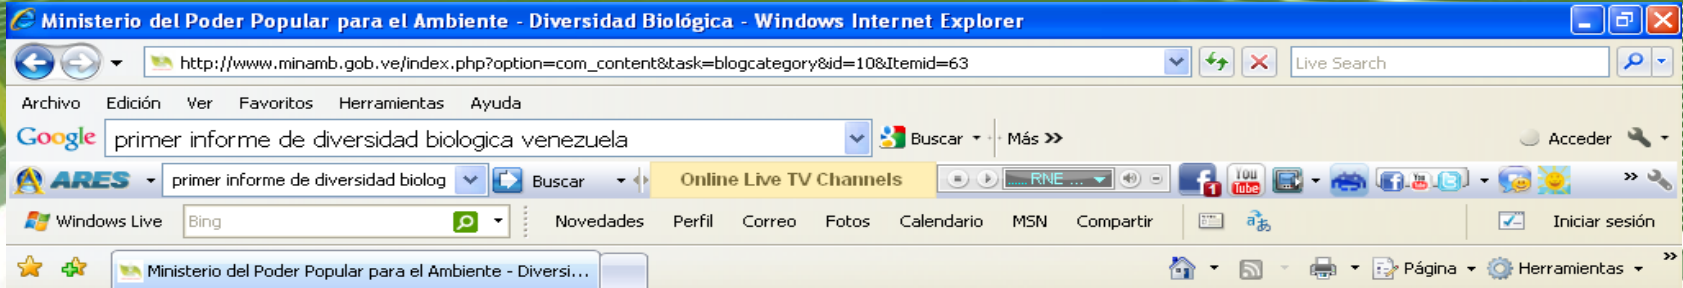 Ministerio del Poder Popular para el Ambiente - Diversidad Biológica - Windows Internet Explorer
http://www.minamb.gob.ve/index.php?option=com_content&task=blogcategory&id=10&Itemid=63 Live Search
Archivo Edición Ver Favoritos Herramientas Ayuda
Google primer informe de diversidad biologica venezuela Buscar Más >> Acceder
ARES primer informe de diversidad biolog Buscar Online Live TV Channels ..... RNE ... 1 You Tube >>
Windows Live Bing Novedades Perfil Correo Fotos Calendario MSN Compartir Iniciar sesión
Ministerio del Poder Popular para el Ambiente - Diversi... Página Herramientas >>